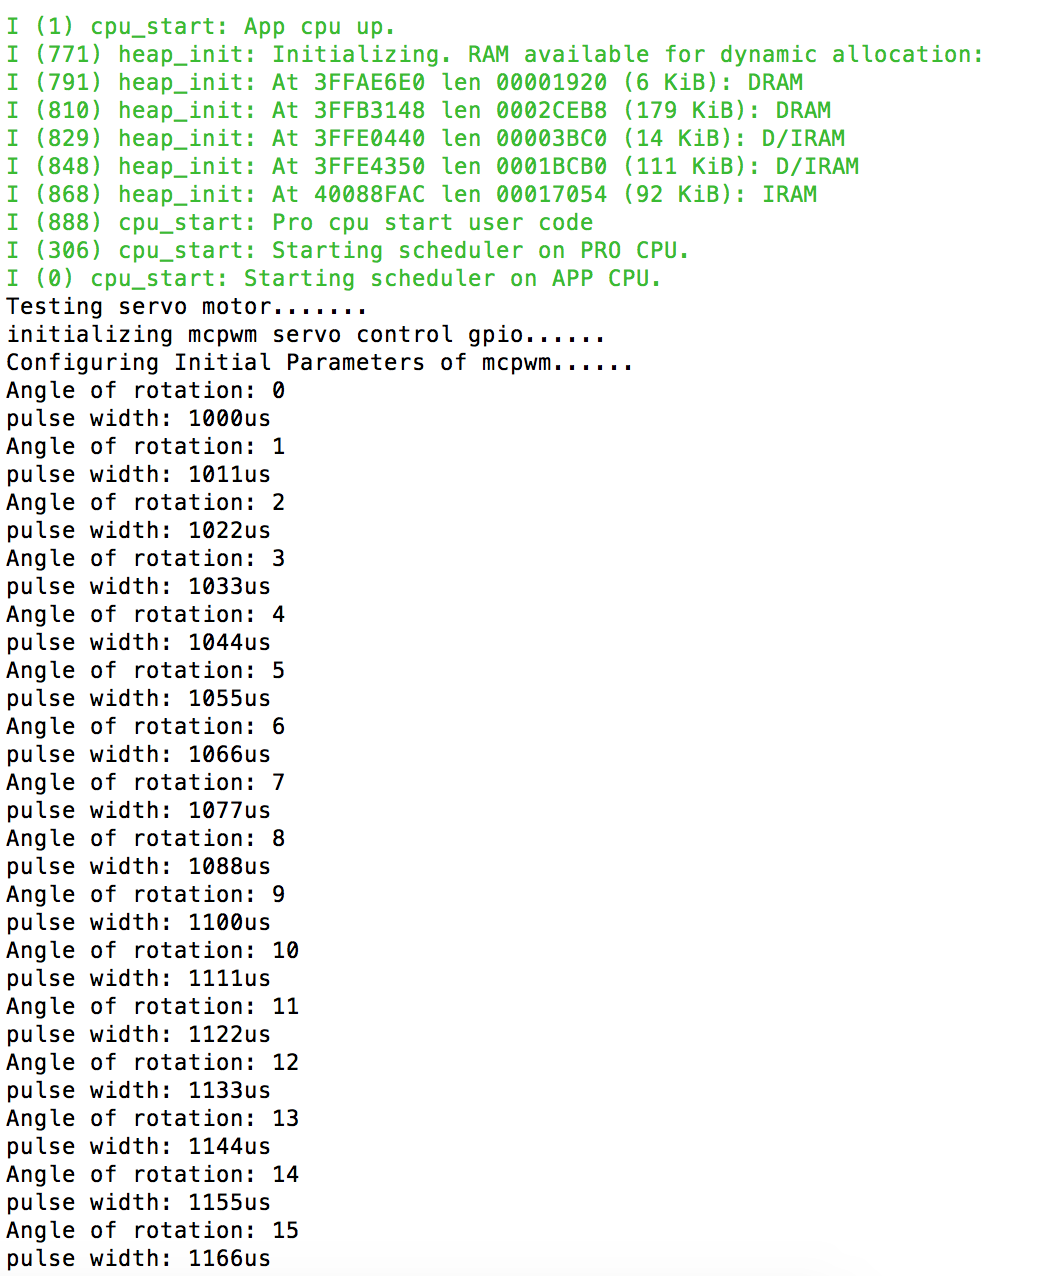 I (1) cpu_start: App cpu up.
I (771) heap_init: Initializing. RAM available for dynamic allocation:
I (791) heap_init: At 3FFAE6E0 len 00001920 (6 KiB): DRAM
I (810) heap_init: At 3FFB3148 len 0002CEB8 (179 KiB): DRAM
I (829) heap_init: At 3FFE0440 len 00003BC0 (14 KiB): D/IRAM
I (848) heap_init: At 3FFE4350 len 0001BCB0 (111 KiB): D/IRAM
I (868) heap_init: At 40088FAC len 00017054 (92 KiB): IRAM
I (888) cpu_start: Pro cpu start user code
I (306) cpu_start: Starting scheduler on PRO CPU.
I (0) cpu_start: Starting scheduler on APP CPU.
Testing servo motor.......
initializing mcpwm servo control gpio......
Configuring Initial Parameters of mcpwm......
Angle of rotation: 0
pulse width: 1000us
Angle of rotation: 1
pulse width: 1011us
Angle of rotation: 2
pulse width: 1022us
Angle of rotation: 3
pulse width: 1033us
Angle of rotation: 4
pulse width: 1044us
Angle of rotation: 5
pulse width: 1055us
Angle of rotation: 6
pulse width: 1066us
Angle of rotation: 7
pulse width: 1077us
Angle of rotation: 8
pulse width: 1088us
Angle of rotation: 9
pulse width: 1100us
Angle of rotation: 10
pulse width: 1111us
Angle of rotation: 11
pulse width: 1122us
Angle of rotation: 12
pulse width: 1133us
Angle of rotation: 13
pulse width: 1144us
Angle of rotation: 14
pulse width: 1155us
Angle of rotation: 15
pulse width: 1166us